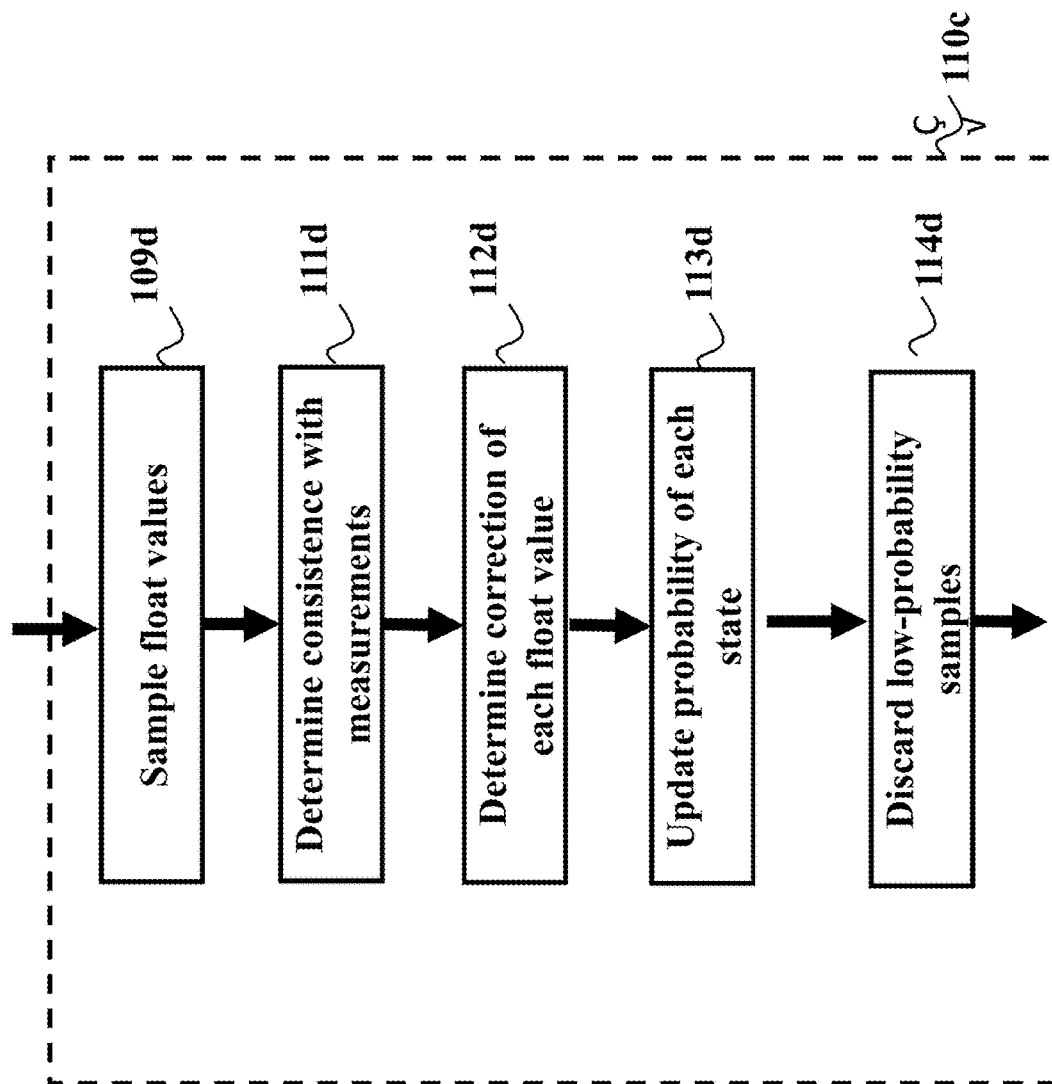 Sample float values
109d
Determine consistence with
measurements
111d
Determine correction of
each float value
112d
Update probability of each
state
113d
Discard low-probability
samples
114d
110c